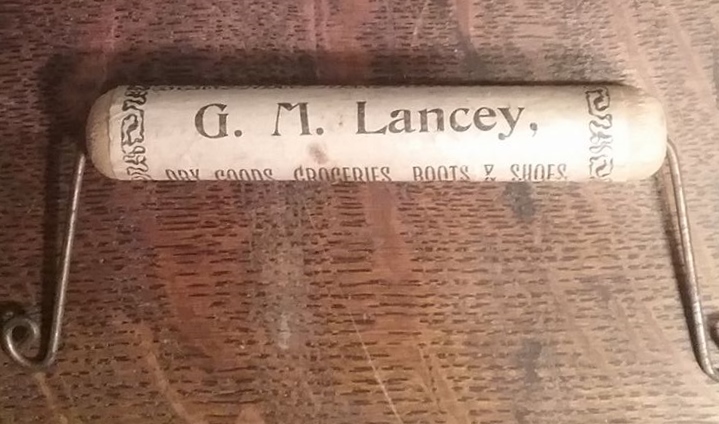 G. M. Lancey,
DRY GOODS, GROCERIES, BOOTS & SHOES